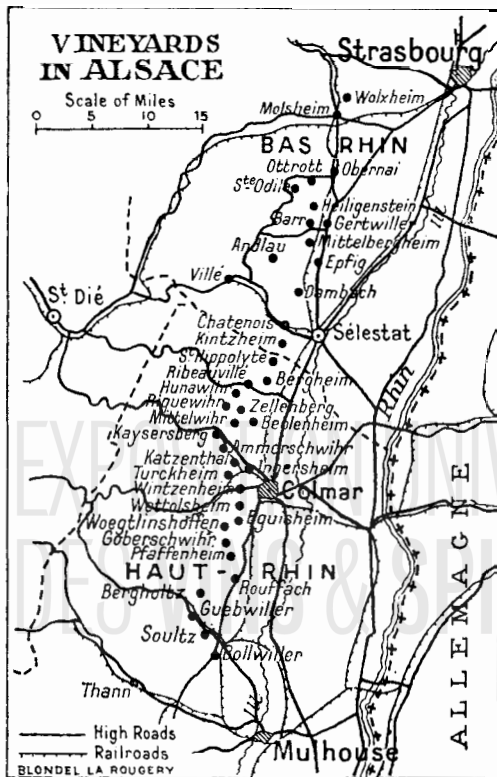 VINEYARDS
IN ALSACE
Scale of Miles
0 5 10 15
Strasbourg
Wolxheim
Molsheim
BAS RHIN
Ottrott
Obernai
Ste Odile
Heiligenstein
Barr
Gertwiller
Mittelbergheim
Andlau
Epfig
Villé
Dambach
St. Dié
Chatenois
Sélestat
Kintzheim
St Hippolyte
Ribeauvillé
Bergheim
Hunawihr
Riquewihr
Zellenberg
Mittelwihr
Beblenheim
Kaysersberg
Ammerschwihr
Katzenthal
Ingersheim
Turckheim
Colmar
Wintzenheim
Wettolsheim
Eguisheim
Woegtlinshoffen
Goberschwihr
Pfaffenheim
HAUT-RHIN
Bergholtz
Rouffach
Guebwiller
Soultz
Bollwiller
Thann
Mulhouse
Ill
Ill
Rhin
ALLEMAGNE
High Roads
Railroads
BLONDEL LA ROUGERY